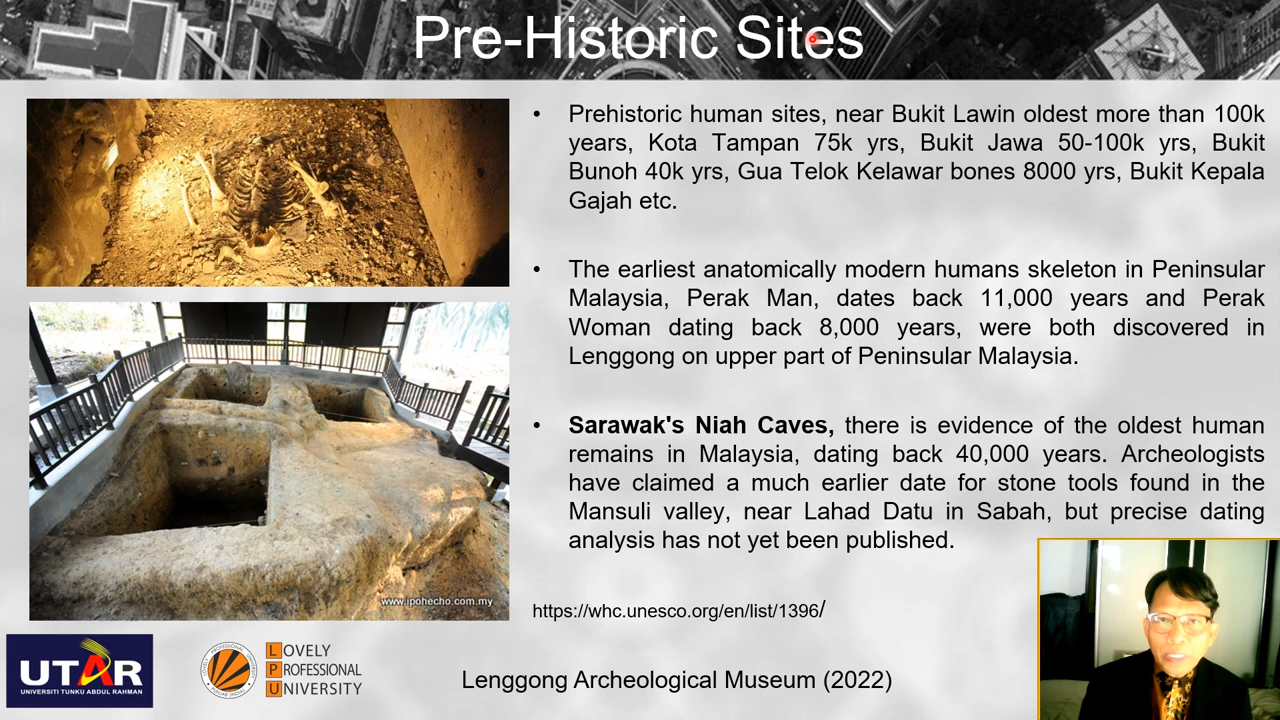 Pre-Historic Sites
• Prehistoric human sites, near Bukit Lawin oldest more than 100k
years, Kota Tampan 75k yrs, Bukit Jawa 50-100k yrs, Bukit
Bunoh 40k yrs, Gua Telok Kelawar bones 8000 yrs, Bukit Kepala
Gajah etc.
• The earliest anatomically modern humans skeleton in Peninsular
Malaysia, Perak Man, dates back 11,000 years and Perak
Woman dating back 8,000 years, were both discovered in
Lenggong on upper part of Peninsular Malaysia.
• Sarawak's Niah Caves, there is evidence of the oldest human
remains in Malaysia, dating back 40,000 years. Archeologists
have claimed a much earlier date for stone tools found in the
Mansuli valley, near Lahad Datu in Sabah, but precise dating
analysis has not yet been published.
www.ipohecho.com.my
https://whc.unesco.org/en/list/1396/
UTAR
UNIVERSITI TUNKU ABDUL RAHMAN
LOVELY
PROFESSIONAL
UNIVERSITY
Lenggong Archeological Museum (2022)